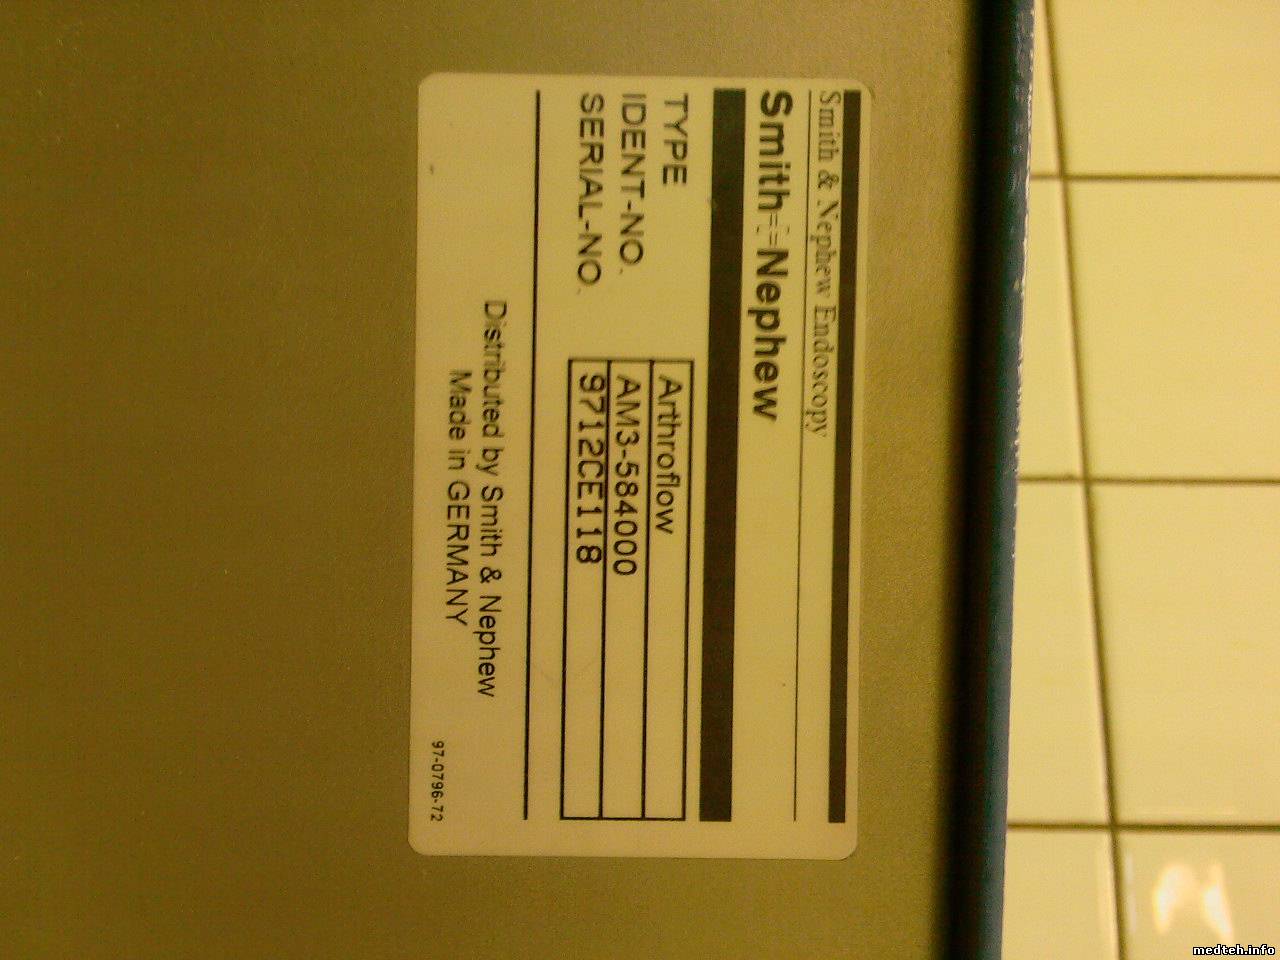 Smith & Nephew Endoscopy
Smith Nephew
TYPE Arthroflow
IDENT-NO. AM3-584000
SERIAL-NO. 9712CE118
Distributed by Smith & Nephew
Made in GERMANY
97-0796-72
medteh.info